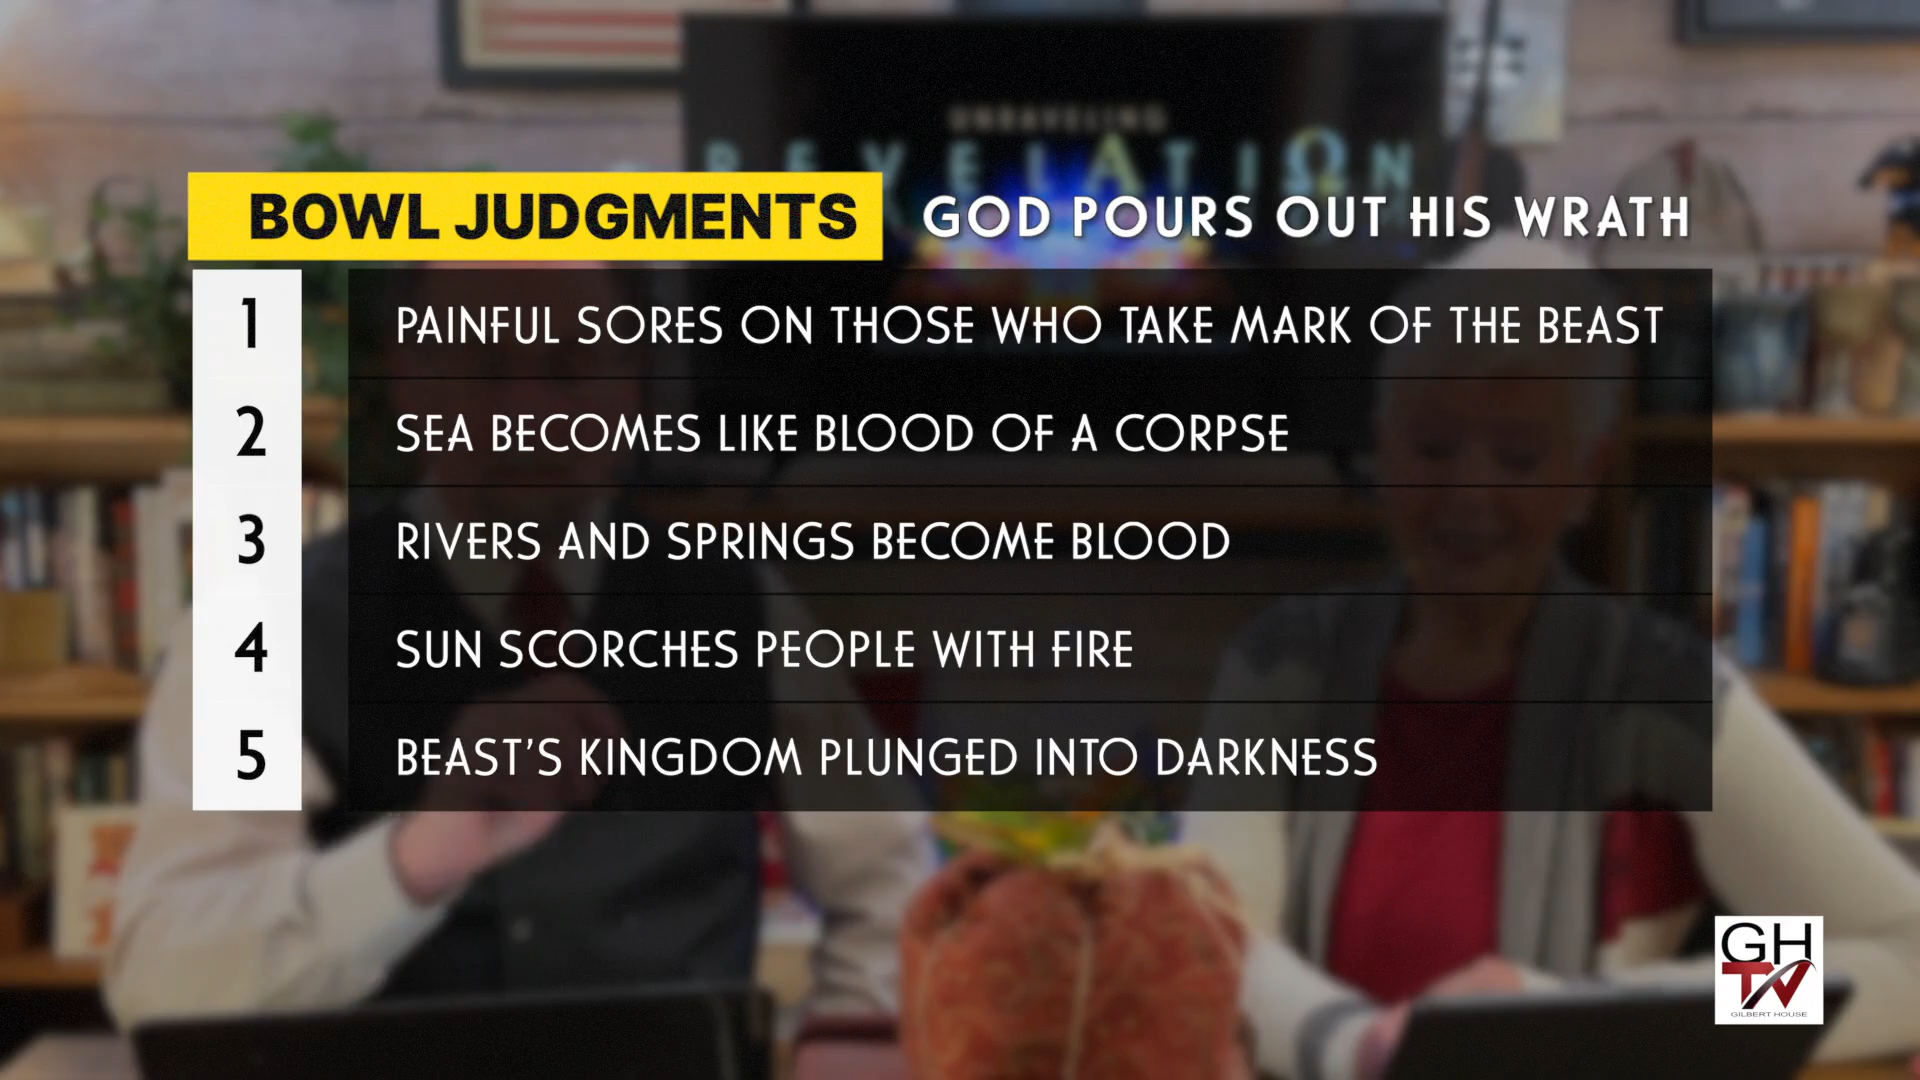 UNRAVELING
REVELATIΩN
BOWL JUDGMENTS
GOD POURS OUT HIS WRATH
1 PAINFUL SORES ON THOSE WHO TAKE MARK OF THE BEAST
2 SEA BECOMES LIKE BLOOD OF A CORPSE
3 RIVERS AND SPRINGS BECOME BLOOD
4 SUN SCORCHES PEOPLE WITH FIRE
5 BEAST'S KINGDOM PLUNGED INTO DARKNESS
GH
TV
GILBERT HOUSE